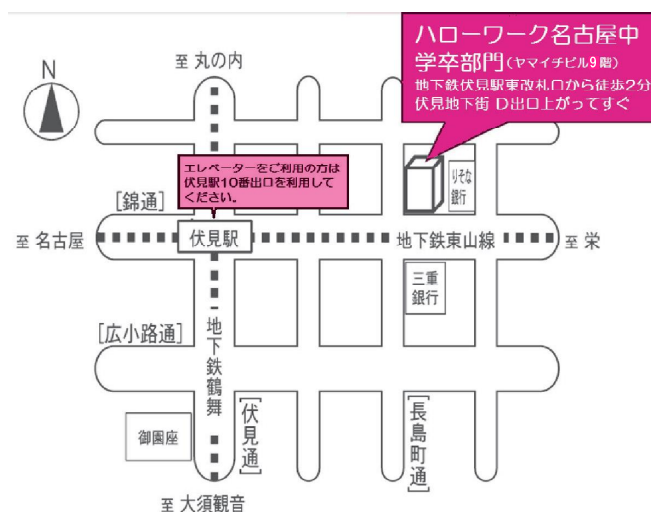 ハローワーク名古屋中
学卒部門(ヤマイチビル9階)
地下鉄伏見駅東改札口から徒歩2分
伏見地下街 D出口上がってすぐ
N
至 丸の内
エレベーターをご利用の方は
伏見駅10番出口を利用して
ください。
りそな
銀行
[錦通]
至 名古屋
伏見駅
地下鉄東山線
至 栄
三重
銀行
[広小路通]
地下鉄鶴舞
御園座
[伏見通]
[長島町通]
至 大須観音